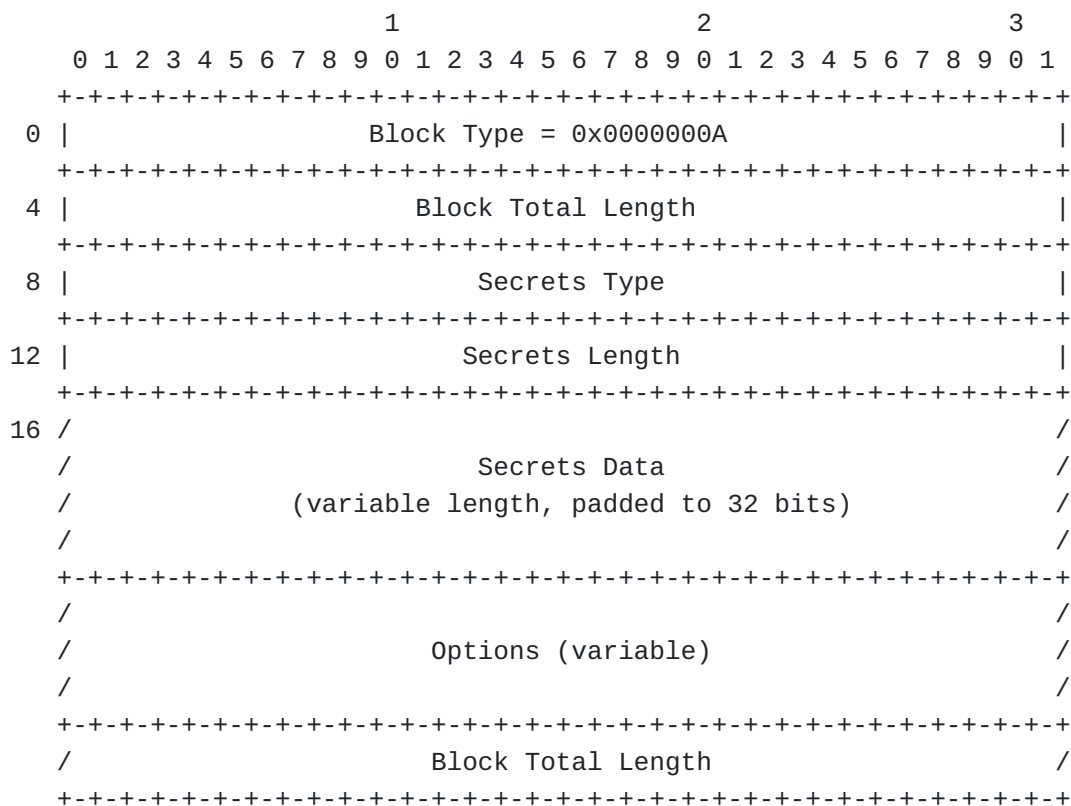 1                   2                   3
    0 1 2 3 4 5 6 7 8 9 0 1 2 3 4 5 6 7 8 9 0 1 2 3 4 5 6 7 8 9 0 1
   +-+-+-+-+-+-+-+-+-+-+-+-+-+-+-+-+-+-+-+-+-+-+-+-+-+-+-+-+-+-+-+-+
 0 |                   Block Type = 0x0000000A                     |
   +-+-+-+-+-+-+-+-+-+-+-+-+-+-+-+-+-+-+-+-+-+-+-+-+-+-+-+-+-+-+-+-+
 4 |                      Block Total Length                       |
   +-+-+-+-+-+-+-+-+-+-+-+-+-+-+-+-+-+-+-+-+-+-+-+-+-+-+-+-+-+-+-+-+
 8 |                          Secrets Type                         |
   +-+-+-+-+-+-+-+-+-+-+-+-+-+-+-+-+-+-+-+-+-+-+-+-+-+-+-+-+-+-+-+-+
12 |                         Secrets Length                        |
   +-+-+-+-+-+-+-+-+-+-+-+-+-+-+-+-+-+-+-+-+-+-+-+-+-+-+-+-+-+-+-+-+
16 /                                                               /
   /                          Secrets Data                         /
   /              (variable length, padded to 32 bits)             /
   /                                                               /
   +-+-+-+-+-+-+-+-+-+-+-+-+-+-+-+-+-+-+-+-+-+-+-+-+-+-+-+-+-+-+-+-+
   /                                                               /
   /                       Options (variable)                      /
   /                                                               /
   +-+-+-+-+-+-+-+-+-+-+-+-+-+-+-+-+-+-+-+-+-+-+-+-+-+-+-+-+-+-+-+-+
   /                       Block Total Length                      /
   +-+-+-+-+-+-+-+-+-+-+-+-+-+-+-+-+-+-+-+-+-+-+-+-+-+-+-+-+-+-+-+-+